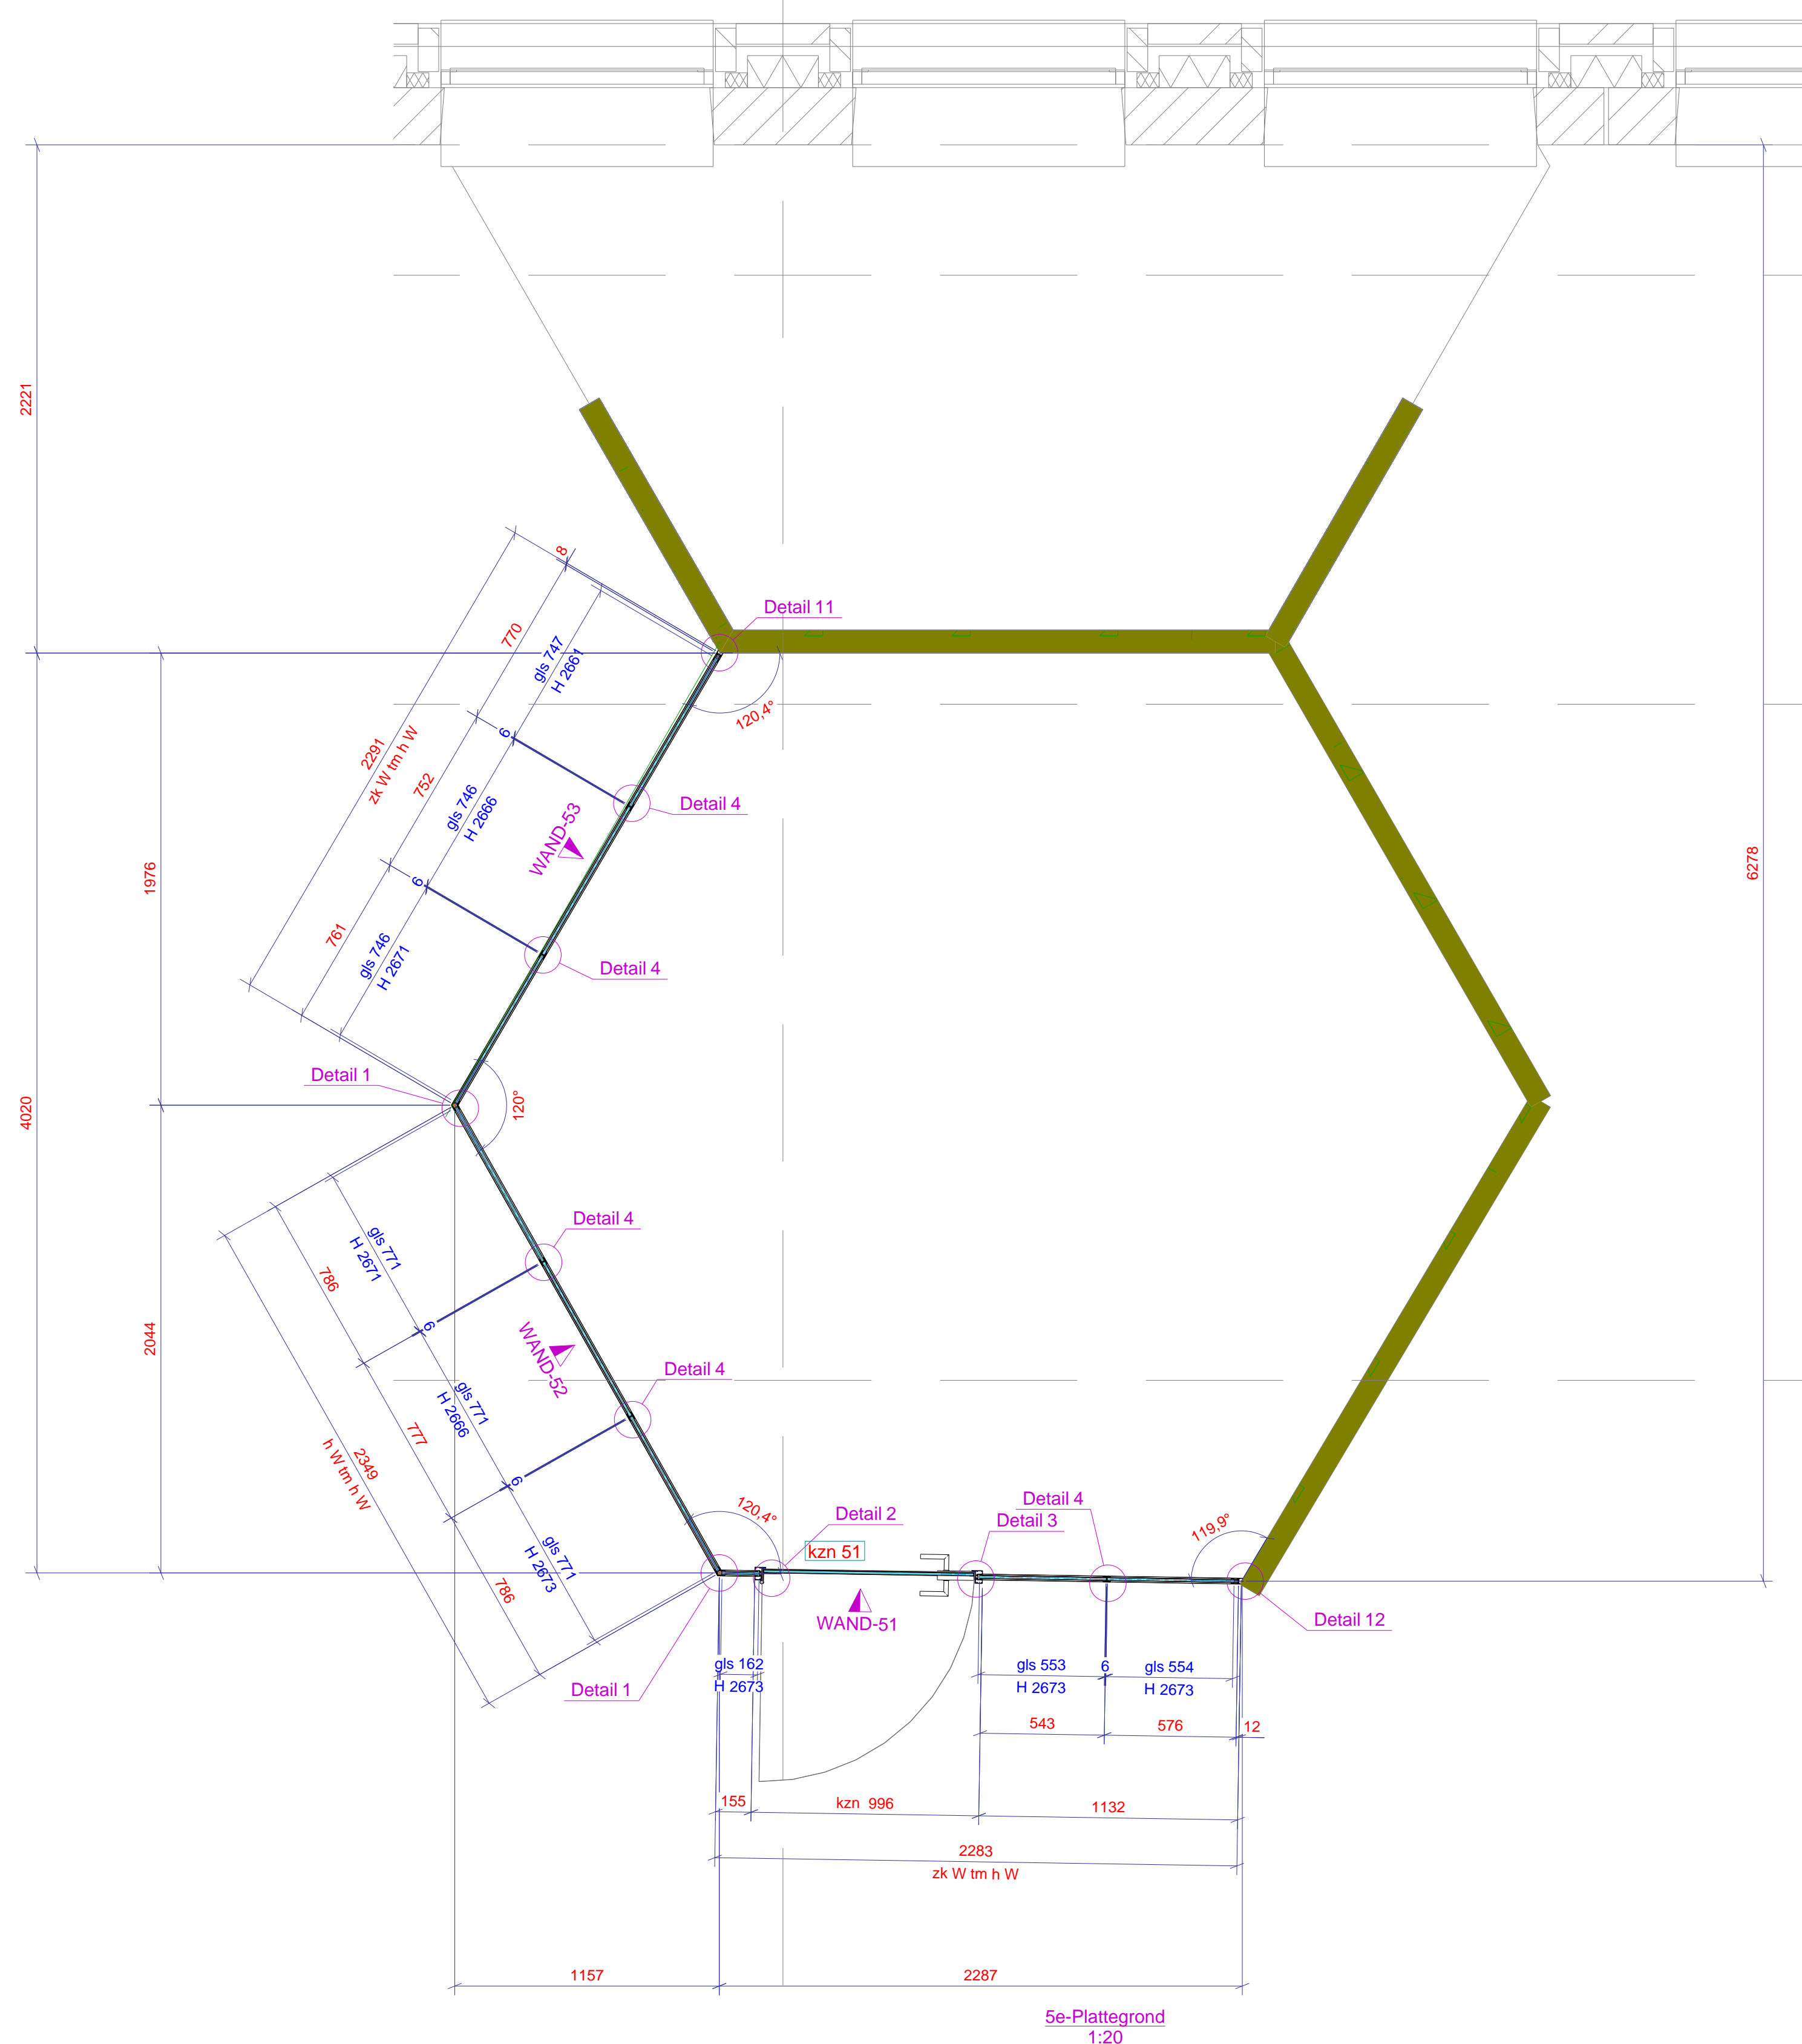 2221
6278
8
Detail 11
770
gls 747
H 2661
120,4°
6
2291
zk W tm h W
752
gls 746
H 2666
Detail 4
WAND-53
1976
6
761
gls 746
H 2671
Detail 4
Detail 1
120°
4020
Detail 4
gls 771
H 2671
786
6
WAND-52
2044
Detail 4
gls 771
H 2666
777
2349
h W tm h W
6
120,4°
Detail 4
Detail 2
Detail 3
119,9°
kzn 51
gls 771
H 2673
786
WAND-51
Detail 12
gls 162
H 2673
gls 553
H 2673
6
gls 554
H 2673
Detail 1
543
576
12
155
kzn 996
1132
2283
zk W tm h W
1157
2287
5e-Plattegrond
1:20